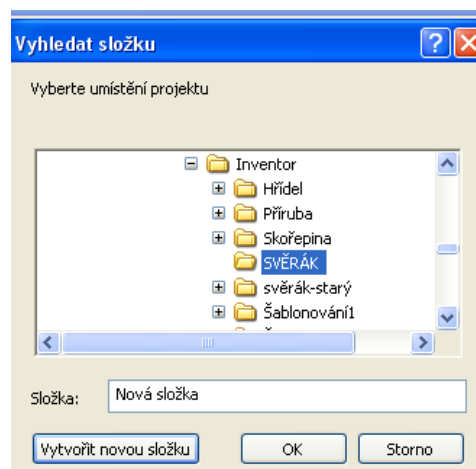 Vyhledat složku
Vyberte umístění projektu
Inventor
Hřídel
Příruba
Skořepina
SVĚRÁK
svěrák-starý
Šablonování1
Složka: Nová složka
Vytvořit novou složku OK Storno